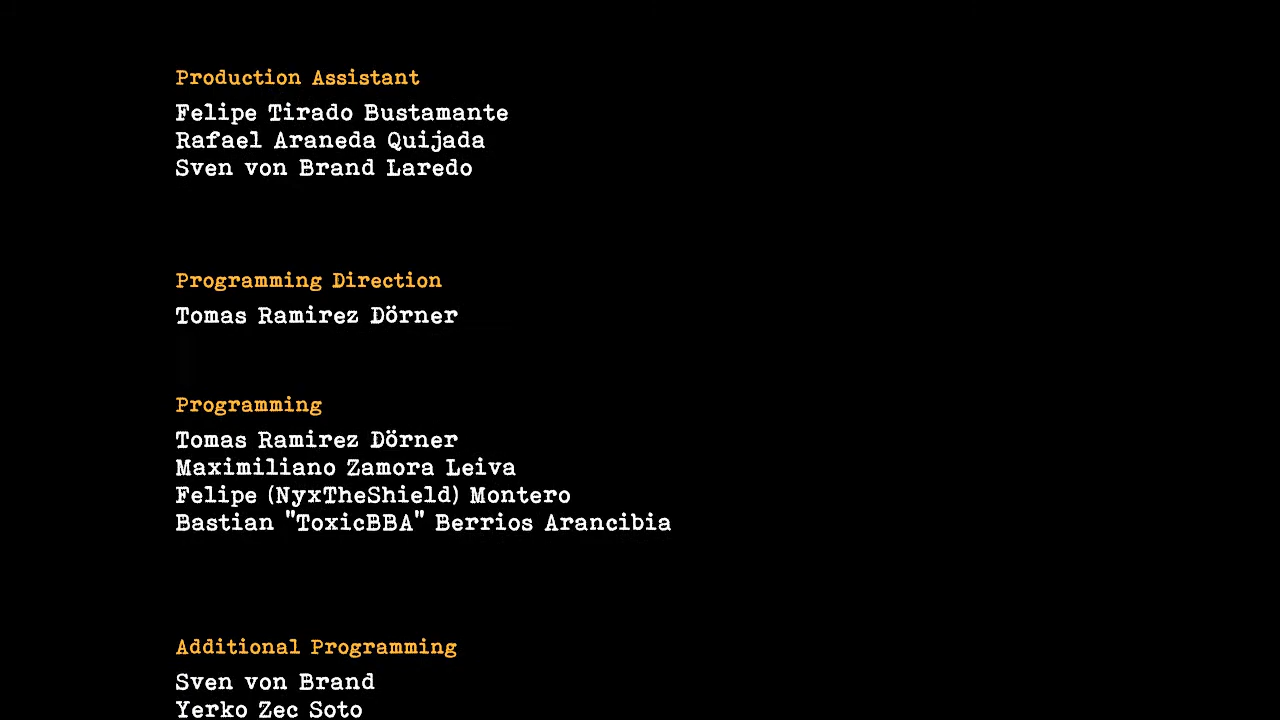 Production Assistant
Felipe Tirado Bustamante
Rafael Araneda Quijada
Sven von Brand Laredo
Programming Direction
Tomas Ramirez Dörner
Programming
Tomas Ramirez Dörner
Maximiliano Zamora Leiva
Felipe (NyxTheShield) Montero
Bastian "ToxicBBA" Berrios Arancibia
Additional Programming
Sven von Brand
Yerko Zec Soto